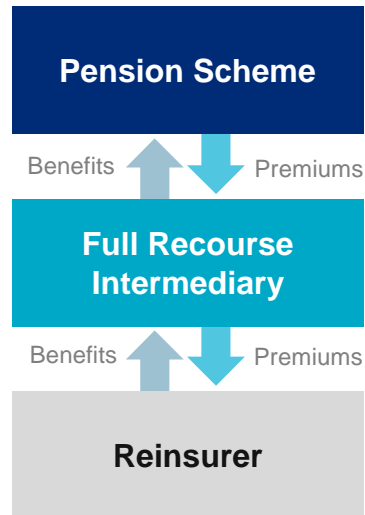 Pension Scheme
Benefits
Premiums
Full Recourse
Intermediary
Benefits
Premiums
Reinsurer